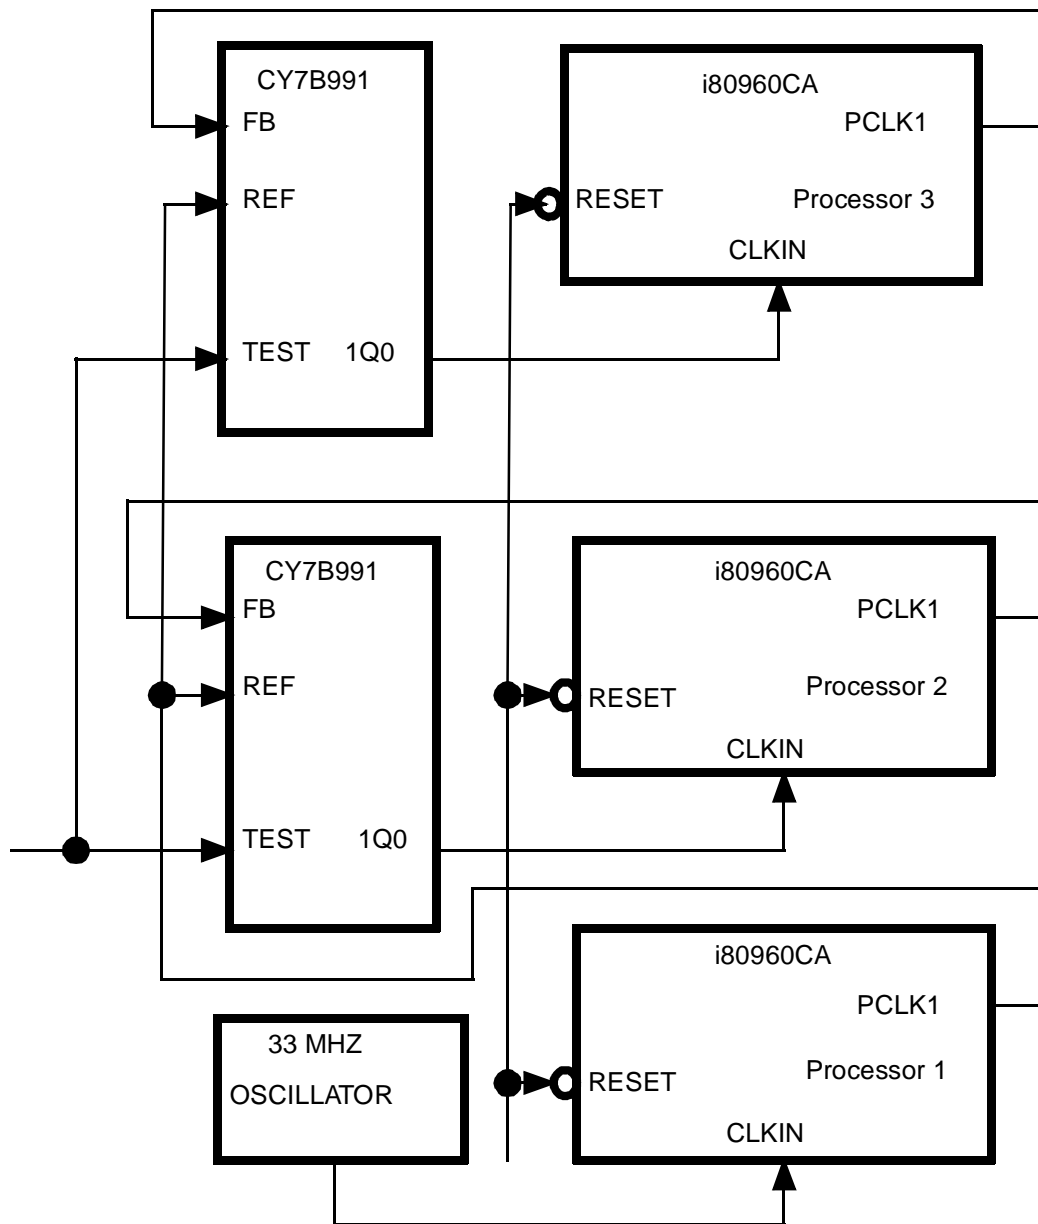 CY7B991
FB
REF
TEST 1Q0
i80960CA
PCLK1
RESET Processor 3
CLKIN
CY7B991
FB
REF
TEST 1Q0
i80960CA
PCLK1
RESET Processor 2
CLKIN
33 MHZ
OSCILLATOR
i80960CA
PCLK1
RESET Processor 1
CLKIN